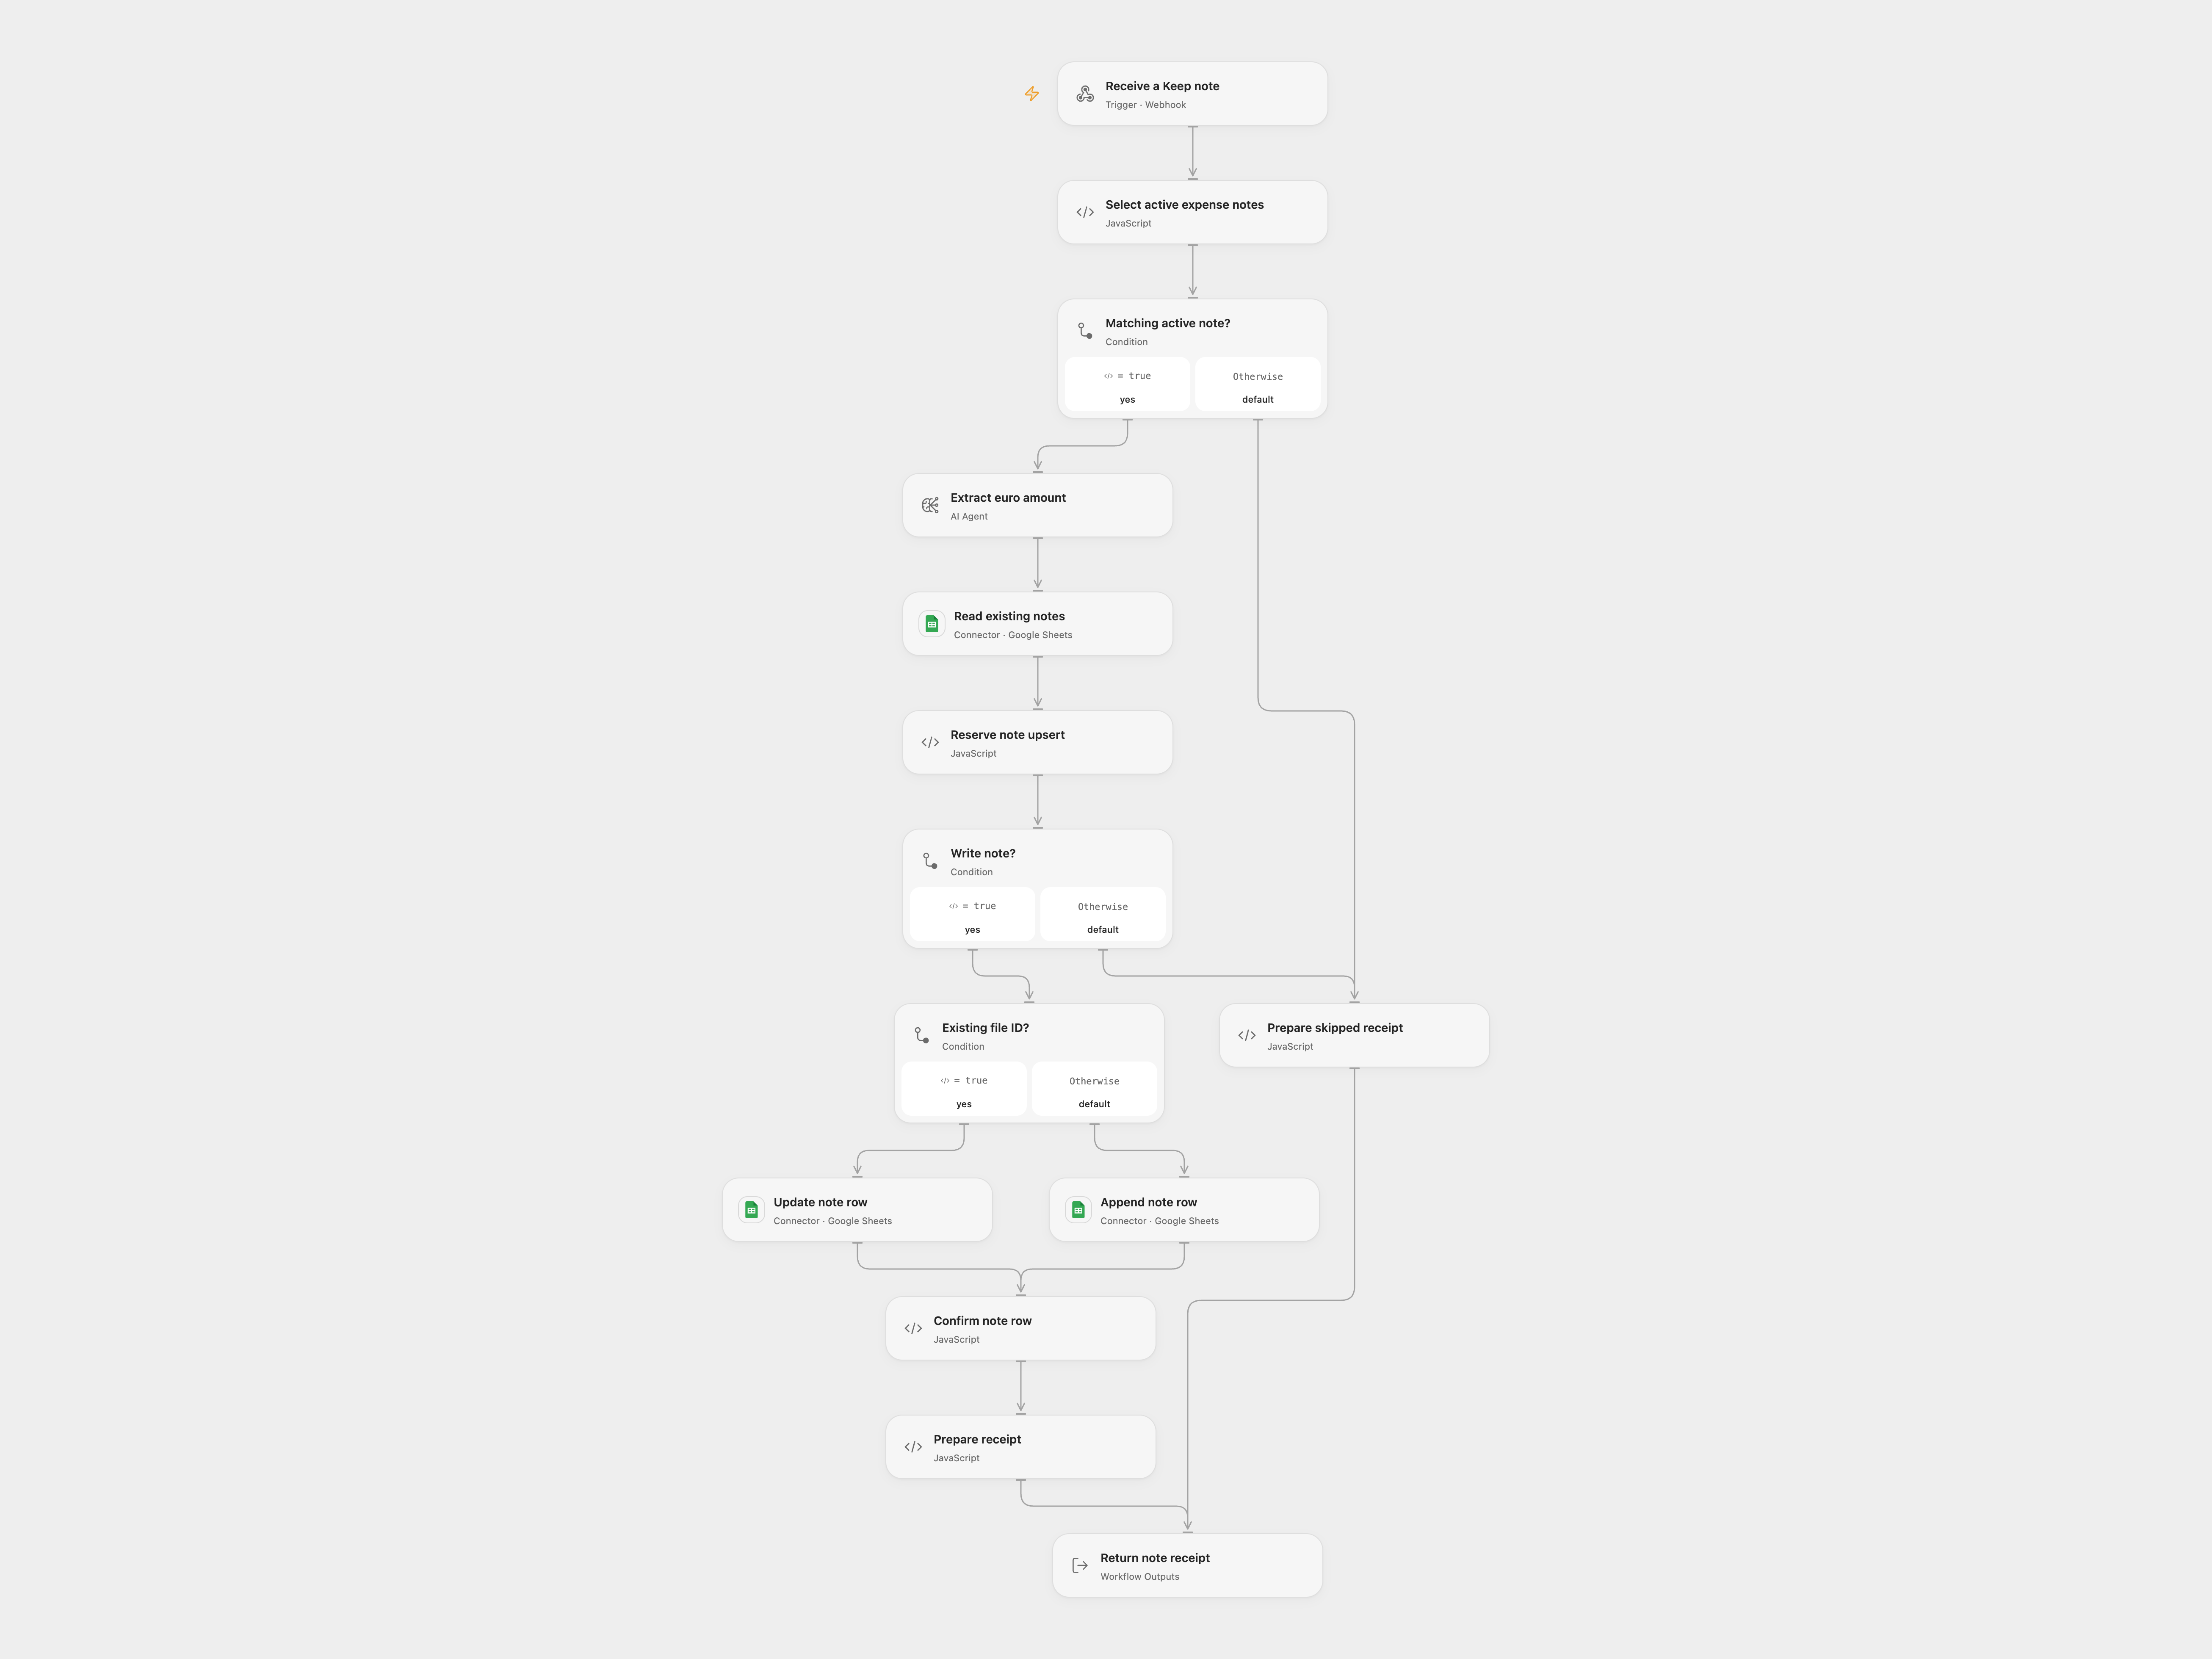 Receive a Keep note
Trigger · Webhook
Select active expense notes
JavaScript
Matching active note?
Condition
</> = true
yes
Otherwise
default
Extract euro amount
AI Agent
Read existing notes
Connector · Google Sheets
Reserve note upsert
JavaScript
Write note?
Condition
</> = true
yes
Otherwise
default
Existing file ID?
Condition
</> = true
yes
Otherwise
default
Prepare skipped receipt
JavaScript
Update note row
Connector · Google Sheets
Append note row
Connector · Google Sheets
Confirm note row
JavaScript
Prepare receipt
JavaScript
Return note receipt
Workflow Outputs